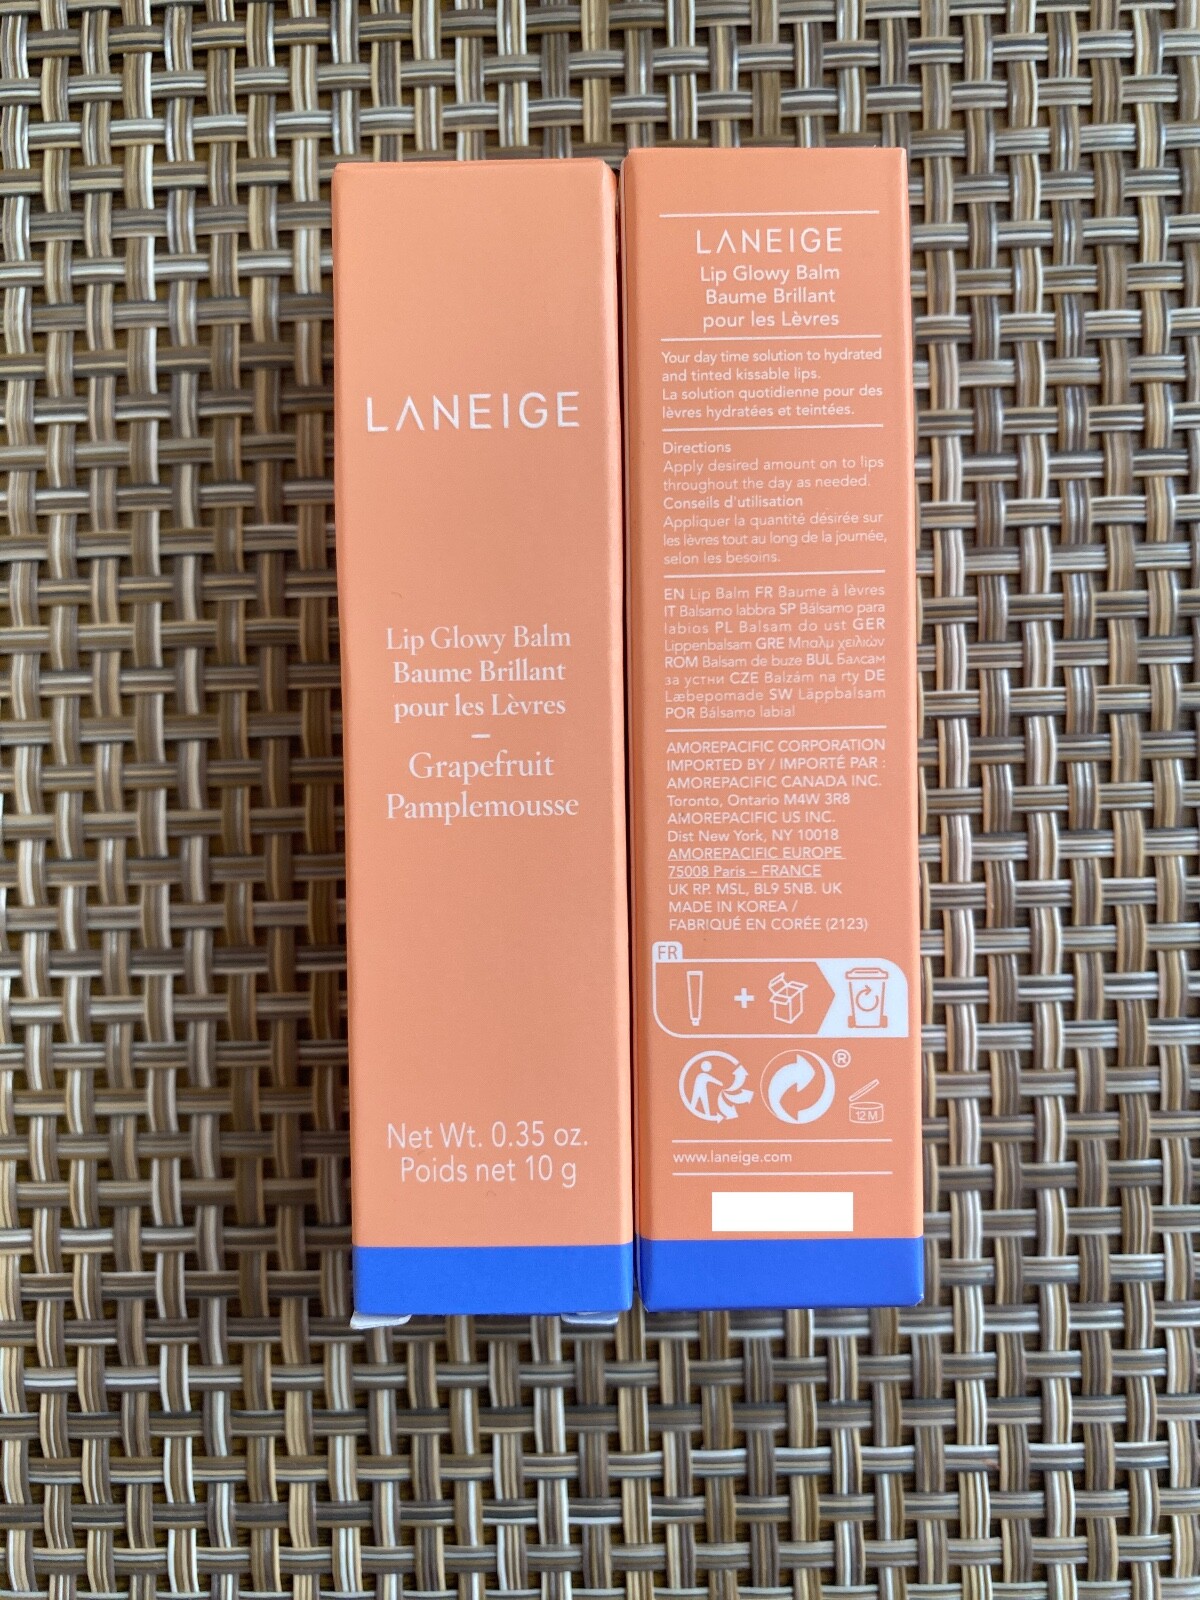 LANEIGE
Lip Glowy Balm
Baume Brillant
pour les Lèvres
–
Grapefruit
Pamplemousse
Net Wt. 0.35 oz.
Poids net 10 g
LANEIGE
Lip Glowy Balm
Baume Brillant
pour les Lèvres
Your day time solution to hydrated
and tinted kissable lips.
La solution quotidienne pour des
lèvres hydratées et teintées.
Directions
Apply desired amount on to lips
throughout the day as needed.
Conseils d'utilisation
Appliquer la quantité désirée sur
les lèvres tout au long de la journée,
selon les besoins.
EN Lip Balm FR Baume à lèvres
IT Balsamo labbra SP Bálsamo para
labios PL Balsam do ust GER
Lippenbalsam GRE Μπαλμ χειλιών
ROM Balsam de buze BUL Балсам
за устни CZE Balzám na rty DE
Læbepomade SW Läppbalsam
POR Bálsamo labial
AMOREPACIFIC CORPORATION
IMPORTED BY / IMPORTÉ PAR :
AMOREPACIFIC CANADA INC.
Toronto, Ontario M4W 3R8
AMOREPACIFIC US INC.
Dist New York, NY 10018
AMOREPACIFIC EUROPE
75008 Paris – FRANCE
UK RP. MSL, BL9 5NB. UK
MADE IN KOREA /
FABRIQUÉ EN CORÉE (2123)
FR
+
®
12 M
www.laneige.com